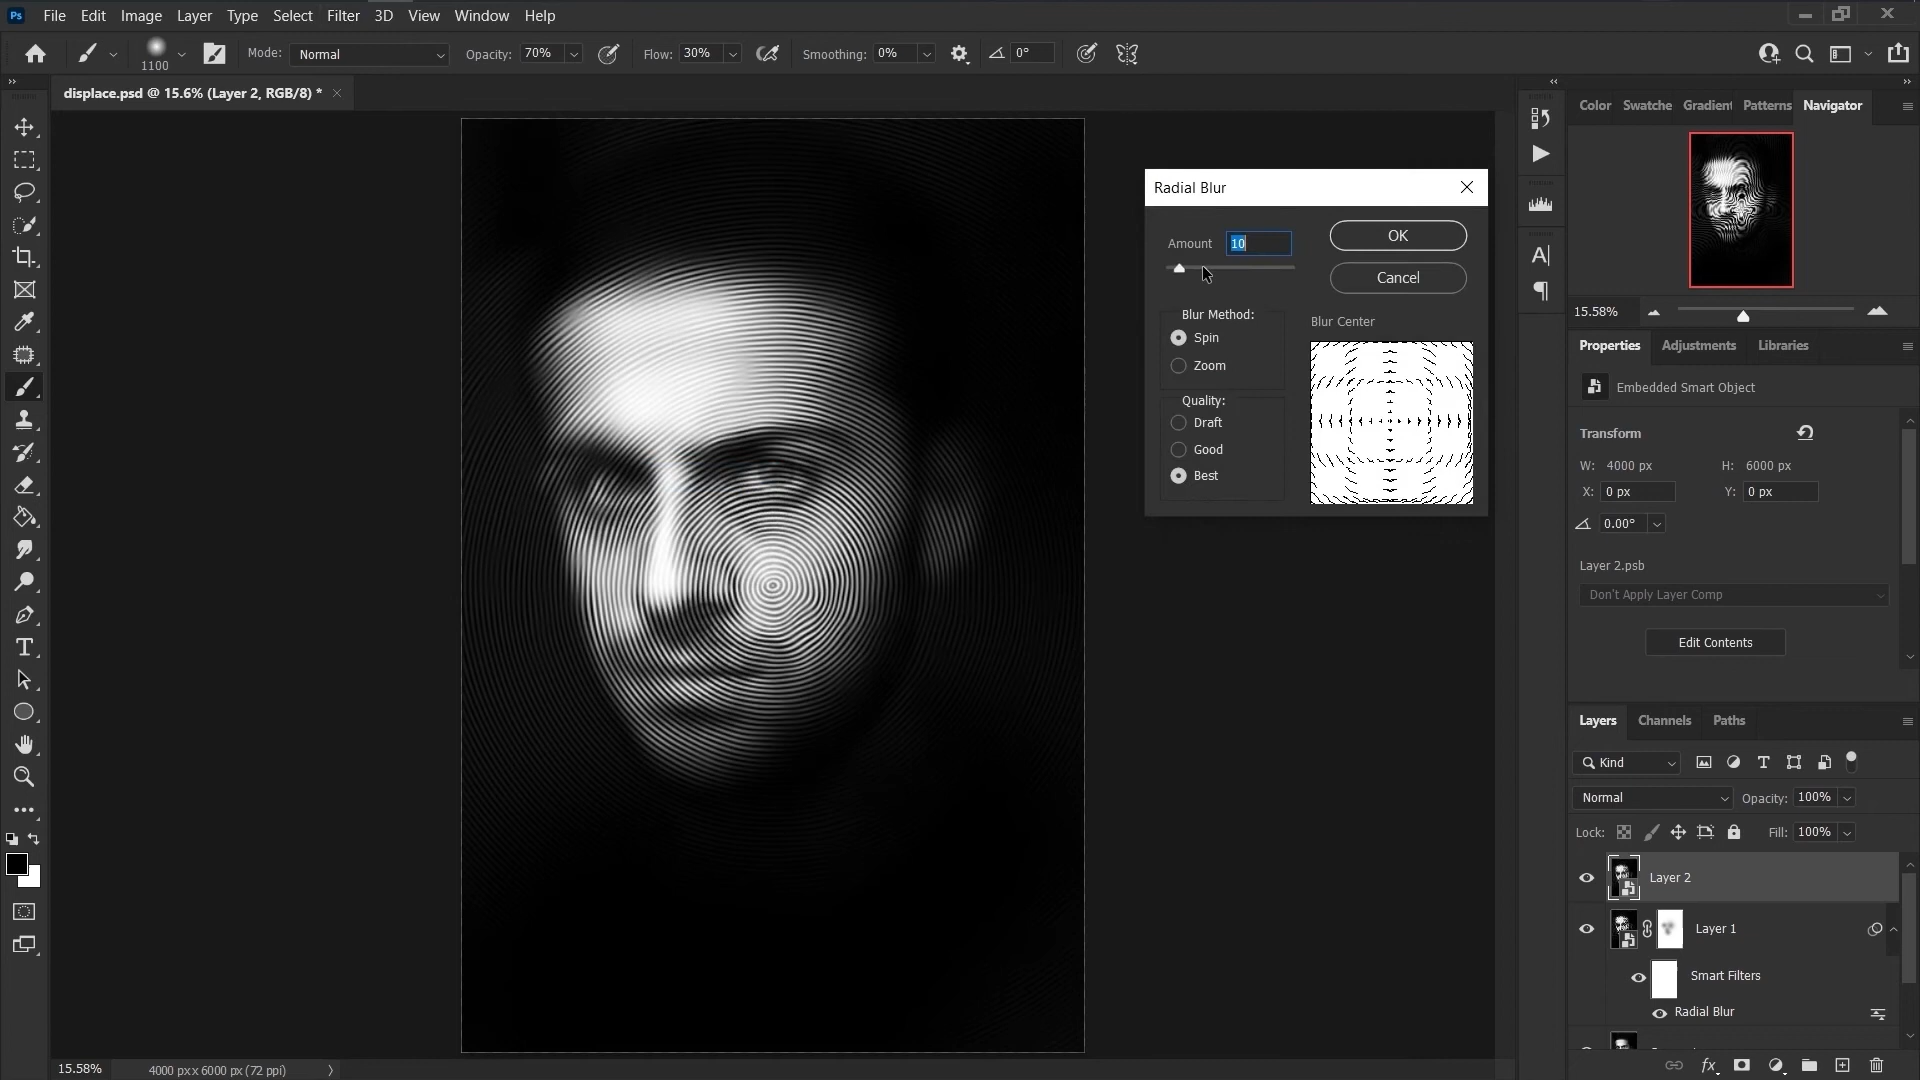 Ps File Edit Image Layer Type Select Filter 3D View Window Help
1100 Mode: Normal Opacity: 70% Flow: 30% Smoothing: 0% 0°
displace.psd @ 15.6% (Layer 2, RGB/8) *
Color Swatche Gradient Patterns Navigator
15.58%
Radial Blur
Amount 10
OK
Cancel
Blur Method:
Spin
Zoom
Quality:
Draft
Good
Best
Blur Center
Properties Adjustments Libraries
Embedded Smart Object
Transform
W: 4000 px H: 6000 px
X: 0 px Y: 0 px
0.00°
Layer 2.psb
Don't Apply Layer Comp
Edit Contents
Layers Channels Paths
Kind
Normal Opacity: 100%
Lock: Fill: 100%
Layer 2
Layer 1
Smart Filters
Radial Blur
15.58% 4000 px x 6000 px (72 ppi)